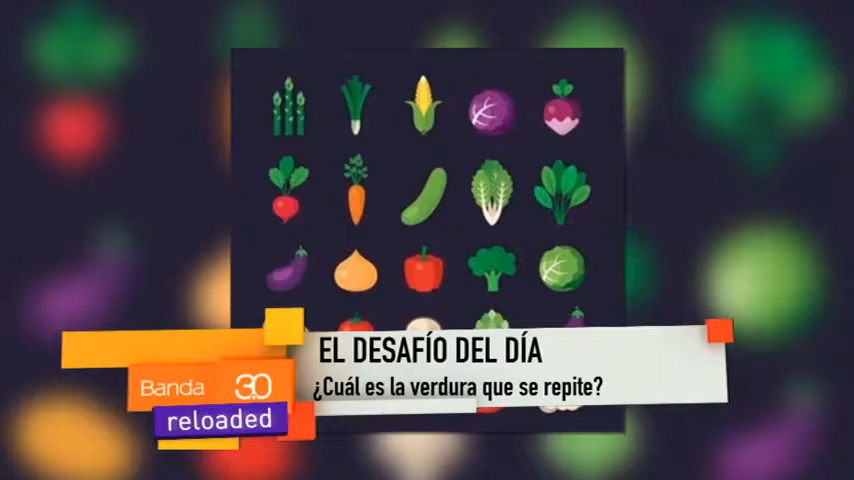 EL DESAFÍO DEL DÍA
¿Cuál es la verdura que se repite?
Banda 3.0
reloaded